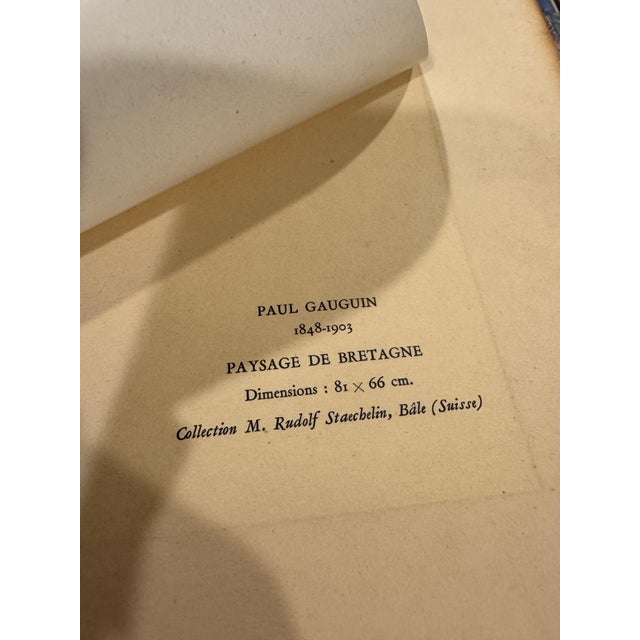 PAUL GAUGUIN
1848-1903
PAYSAGE DE BRETAGNE
Dimensions : 81 × 66 cm.
Collection M. Rudolf Staechelin, Bâle (Suisse)